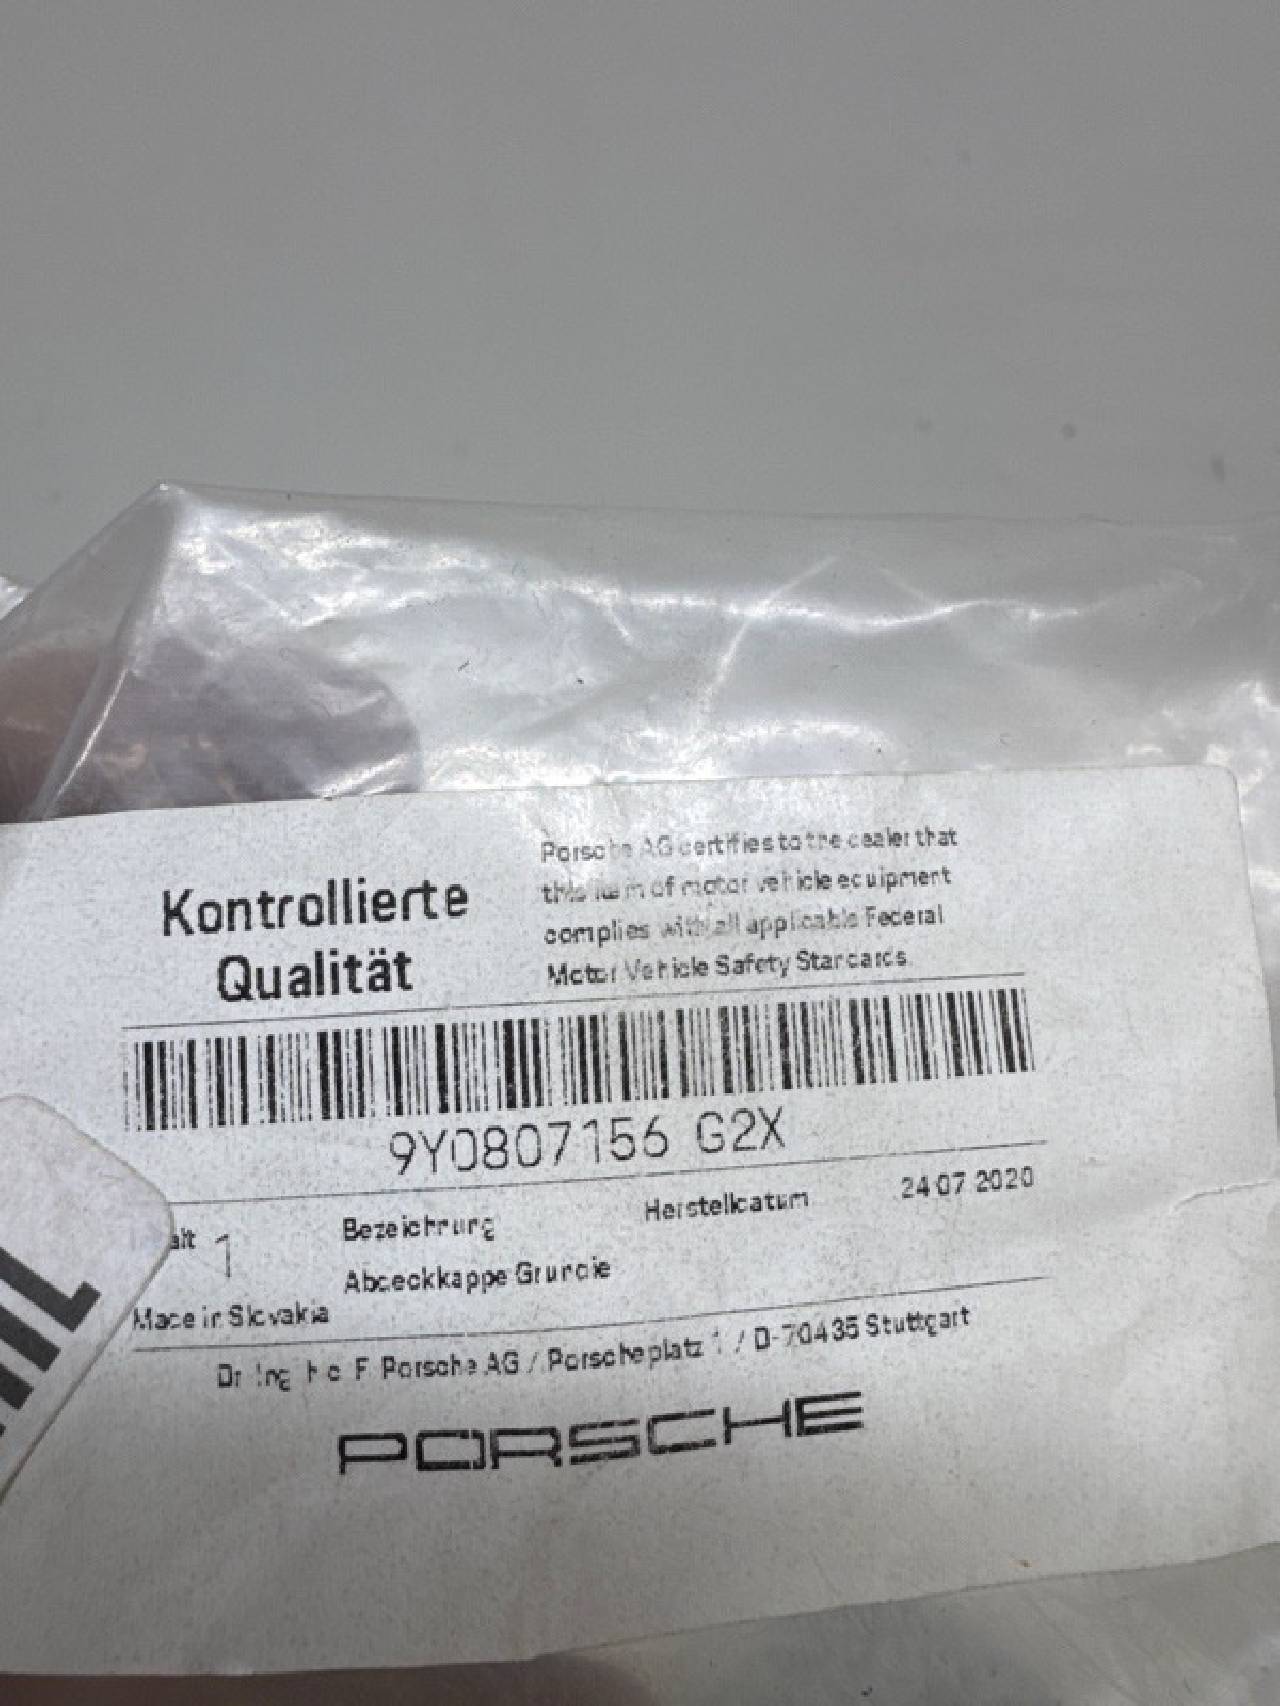 Kontrollierte
Qualität
Porsche AG certifies to the dealer that
this item of motor vehicle equipment
complies with all applicable Federal
Motor Vehicle Safety Standards.
9Y0807156 G2X
alt 1
Bezeichnung
Herstelldatum
24.07.2020
Abdeckkappe Grundie
Made in Slovakia
Dr. Ing. h.c. F. Porsche AG / Porscheplatz 1 / D-70435 Stuttgart
PORSCHE